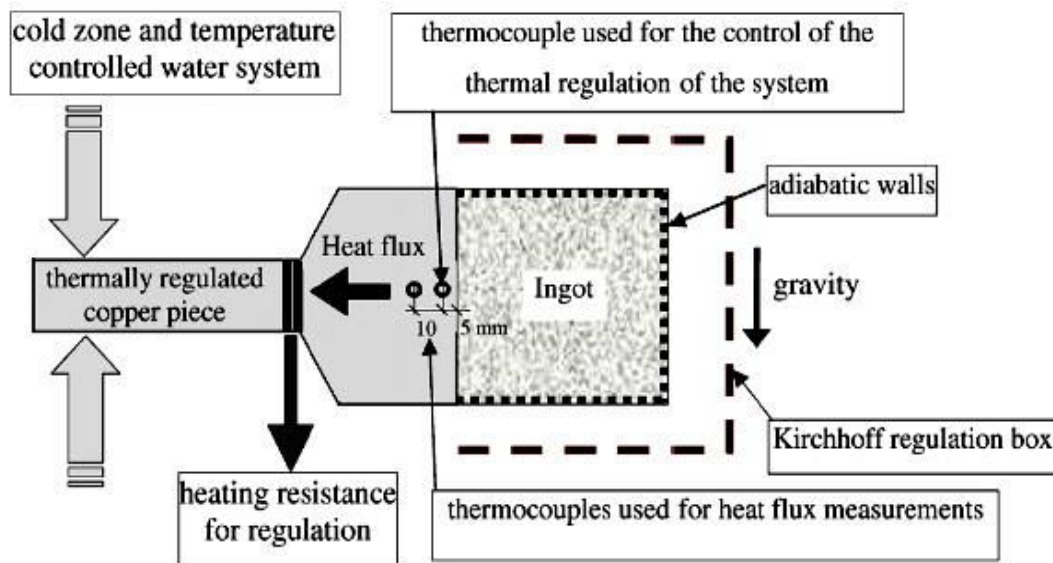 cold zone and temperature
controlled water system
thermocouple used for the control of the
thermal regulation of the system
adiabatic walls
Heat flux
thermally regulated
copper piece
Ingot
gravity
10
5 mm
Kirchhoff regulation box
heating resistance
for regulation
thermocouples used for heat flux measurements